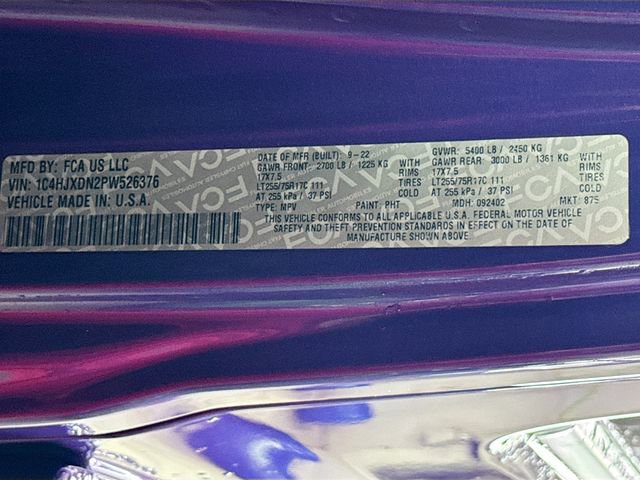 MFD BY: FCA US LLC
VIN: 1C4HJXDN2PW526376
VEHICLE MADE IN: U.S.A.
DATE OF MFR (BUILT): 9-22 GVWR: 5400 LB / 2450 KG
GAWR FRONT: 2700 LB / 1225 KG WITH GAWR REAR: 3000 LB / 1361 KG WITH
17X7.5 RIMS 17X7.5 RIMS
LT255/75R17C 111 TIRES LT255/75R17C 111 TIRES
AT 255 kPa / 37 PSI COLD AT 255 kPa / 37 PSI COLD
TYPE: MPV PAINT: PHT MDH: 092402 MKT: 875
THIS VEHICLE CONFORMS TO ALL APPLICABLE U.S.A. FEDERAL MOTOR VEHICLE
SAFETY AND THEFT PREVENTION STANDARDS IN EFFECT ON THE DATE OF
MANUFACTURE SHOWN ABOVE